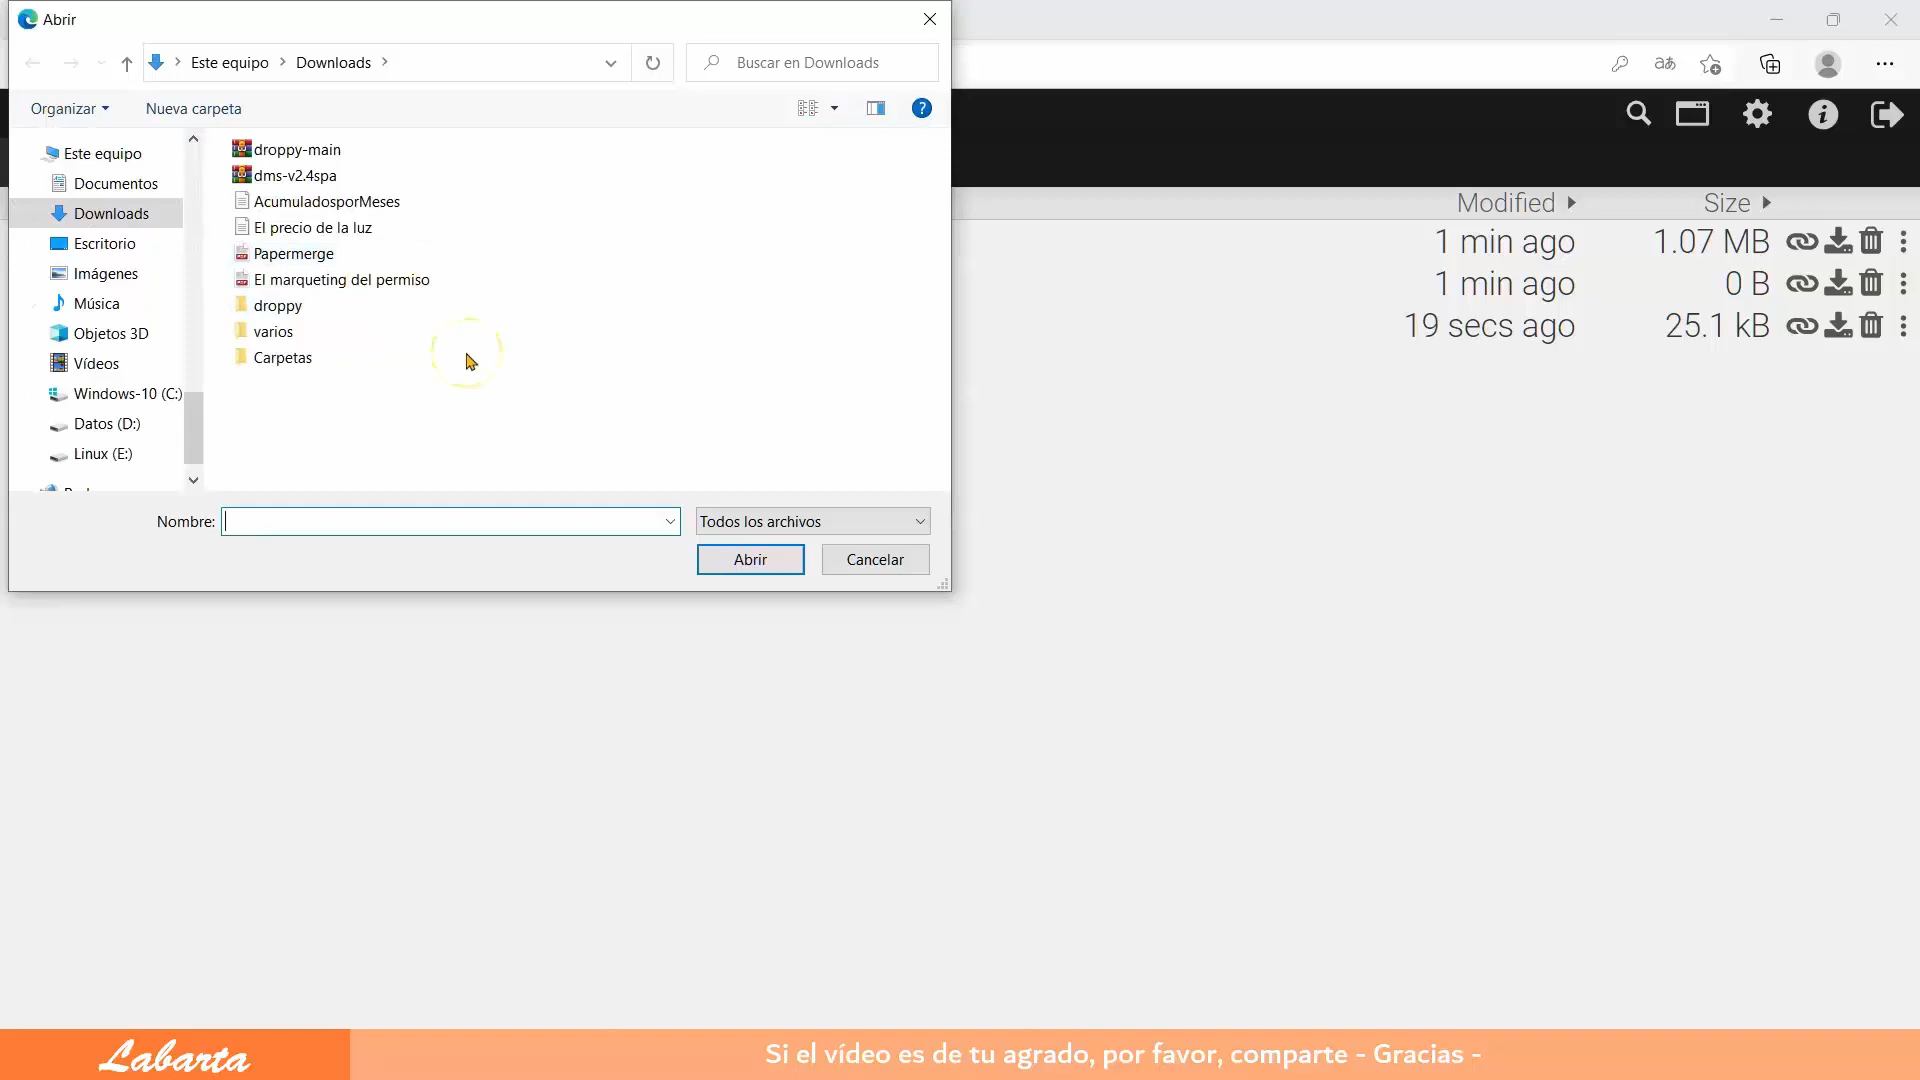 Abrir
Este equipo
Downloads
Buscar en Downloads
Organizar
Nueva carpeta
Este equipo
Documentos
Downloads
Escritorio
Imágenes
Música
Objetos 3D
Vídeos
Windows-10 (C:)
Datos (D:)
Linux (E:)
droppy-main
dms-v2.4spa
AcumuladosporMeses
El precio de la luz
Papermerge
El marqueting del permiso
droppy
varios
Carpetas
Nombre:
Todos los archivos
Abrir
Cancelar
Modified
Size
1 min ago
1.07 MB
1 min ago
0 B
19 secs ago
25.1 kB
Labarta
Si el vídeo es de tu agrado, por favor, comparte - Gracias -